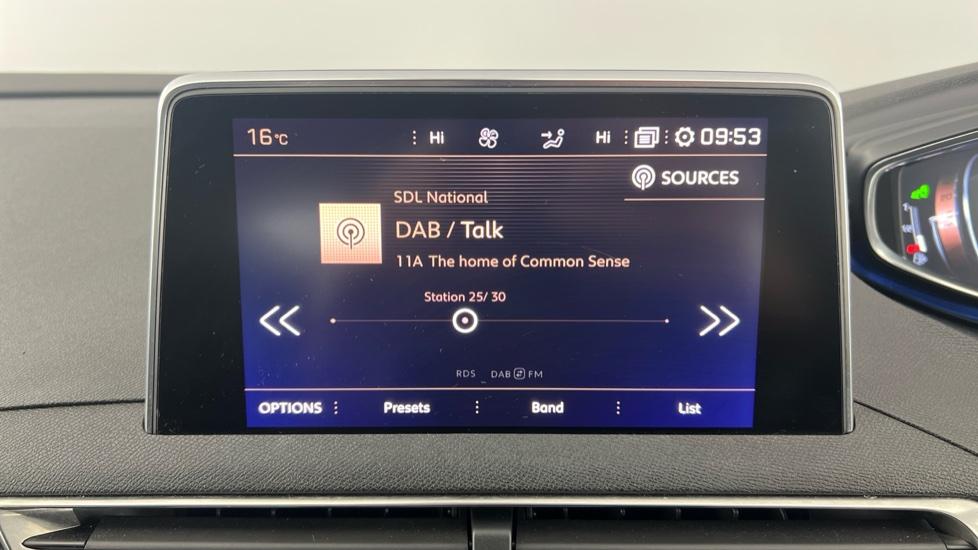 16°C Hi Hi 09:53
SOURCES
SDL National
DAB / Talk
11A The home of Common Sense
Station 25/ 30
RDS DAB FM
OPTIONS Presets Band List